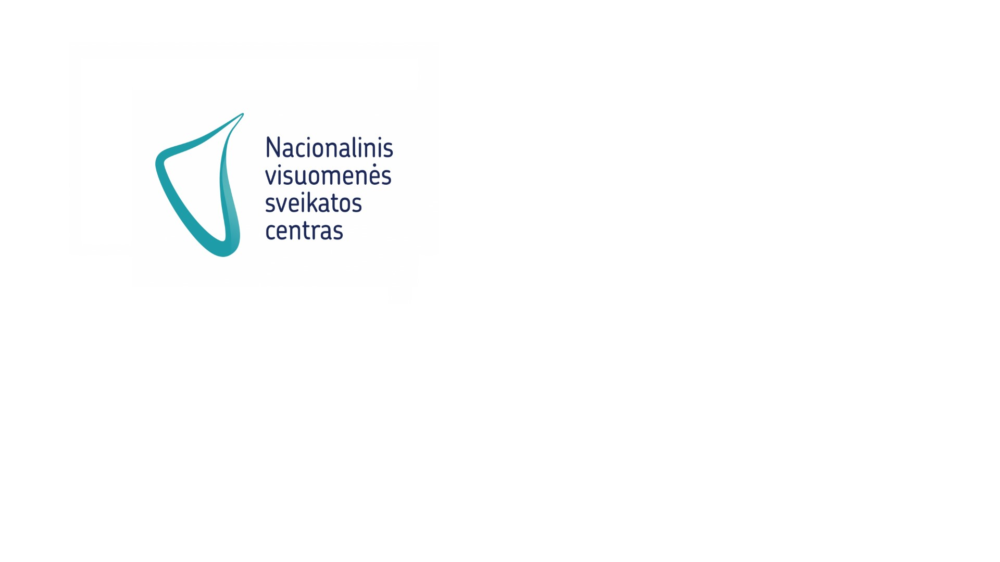 Nacionalinis
visuomenės
sveikatos
centras